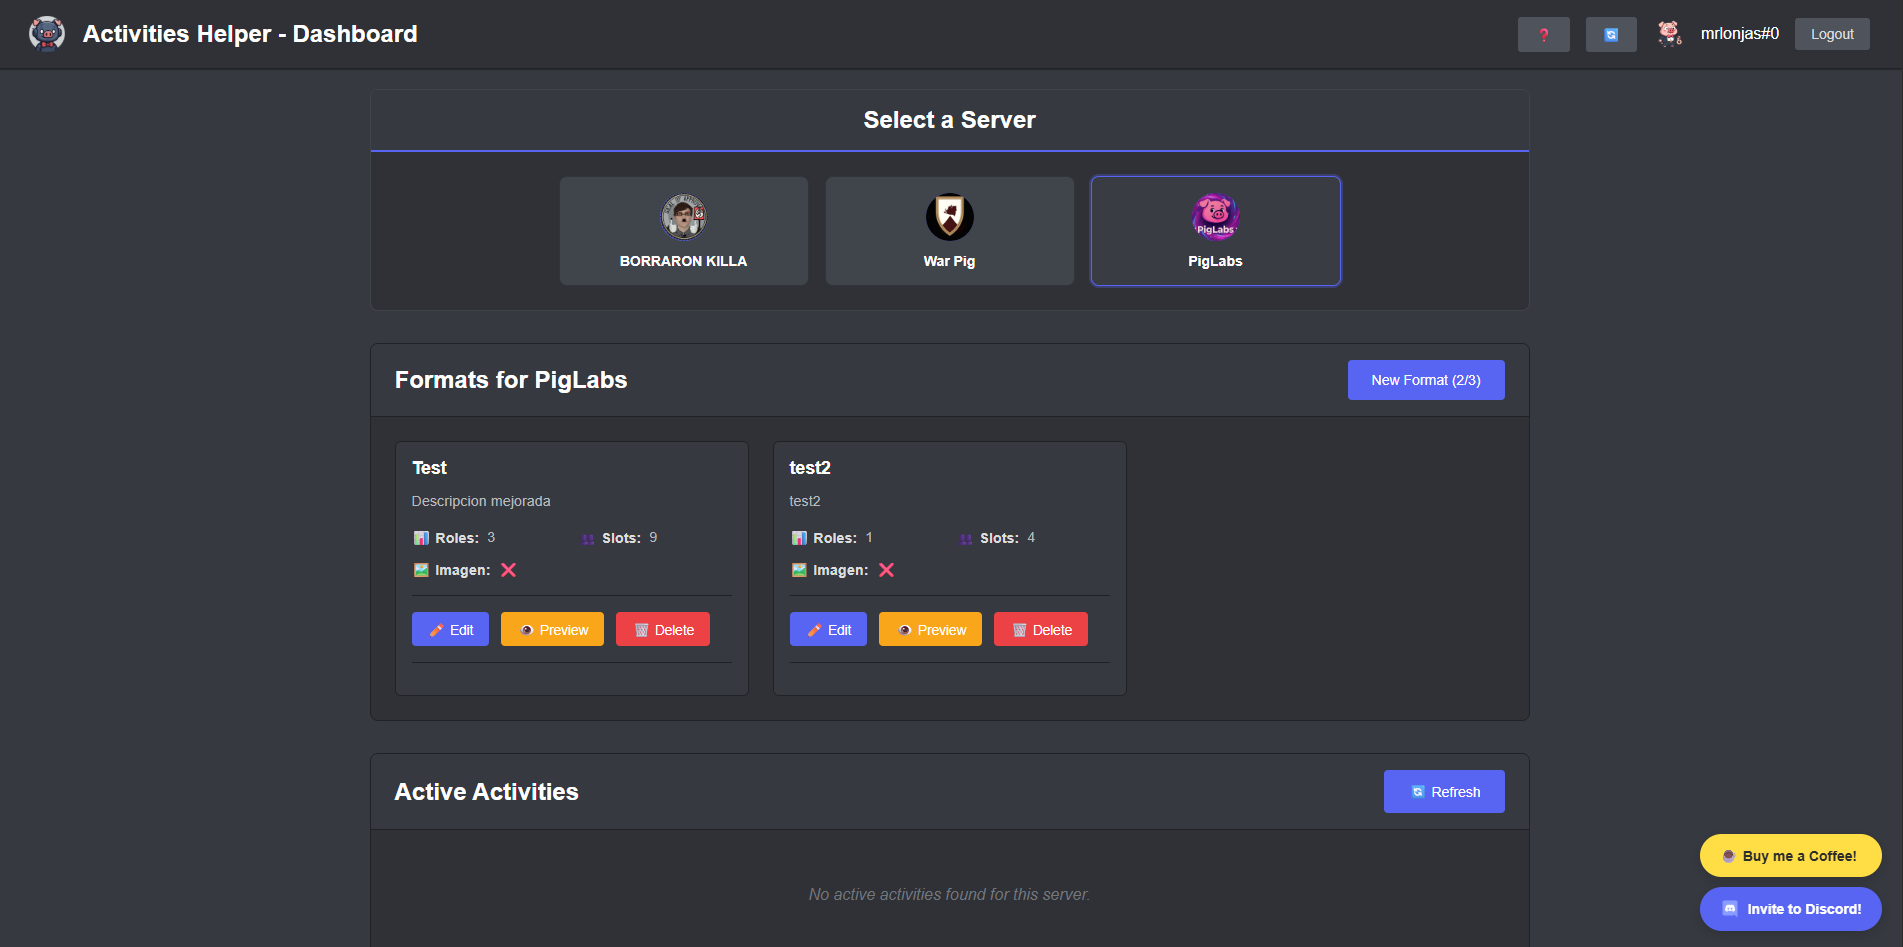 Activities Helper - Dashboard
mrlonjas#0
Logout
Select a Server
BORRARON KILLA
War Pig
PigLabs
PigLabs
Formats for PigLabs
New Format (2/3)
Test
Descripcion mejorada
Roles: 3
Slots: 9
Imagen:
Edit
Preview
Delete
test2
test2
Roles: 1
Slots: 4
Imagen:
Edit
Preview
Delete
Active Activities
Refresh
No active activities found for this server.
Buy me a Coffee!
Invite to Discord!